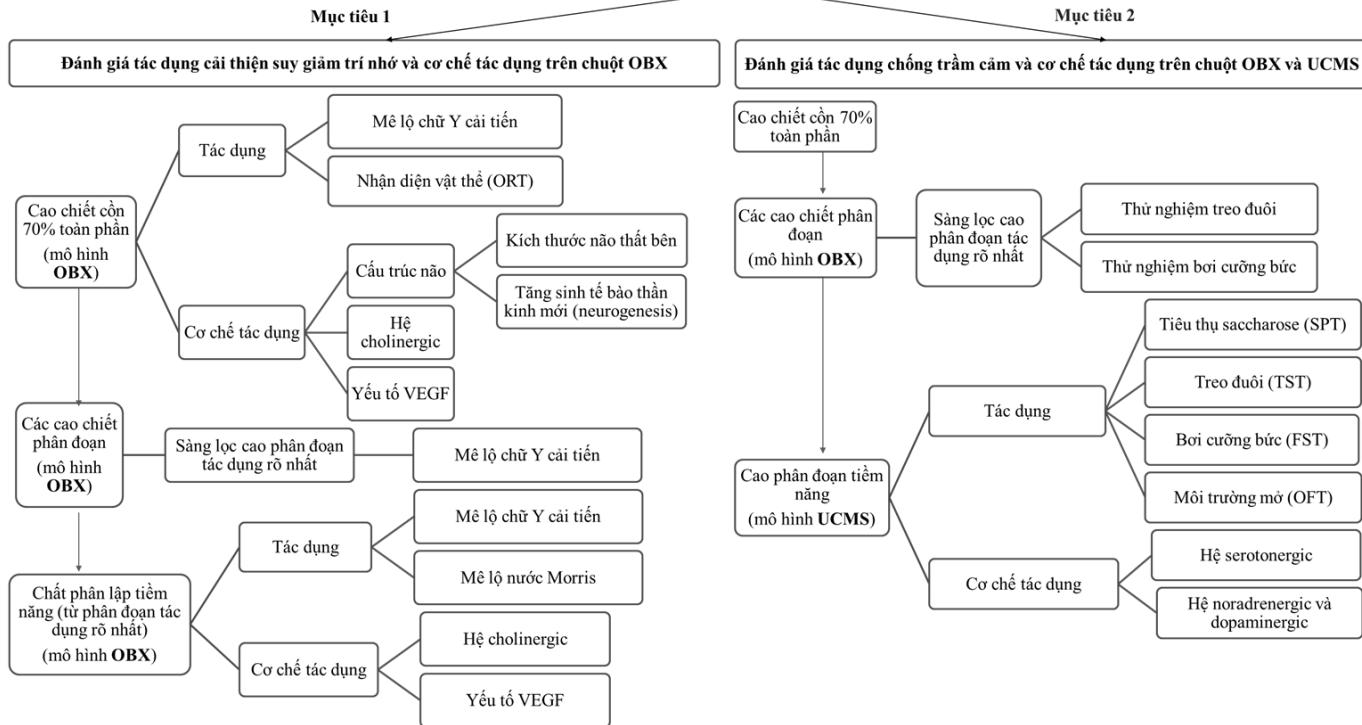 Mục tiêu 1
Đánh giá tác dụng cải thiện suy giảm trí nhớ và cơ chế tác dụng trên chuột OBX
Cao chiết cồn
70% toàn phần
(mô hình
OBX)
Tác dụng
Mê lộ chữ Y cải tiến
Nhận diện vật thể (ORT)
Cơ chế tác dụng
Cấu trúc não
Kích thước não thất bên
Tăng sinh tế bào thần
kinh mới (neurogenesis)
Hệ
cholinergic
Yếu tố VEGF
Các cao chiết
phân đoạn
(mô hình
OBX)
Sàng lọc cao phân đoạn
tác dụng rõ nhất
Mê lộ chữ Y cải tiến
Chất phân lập tiềm
năng (từ phân đoạn tác
dụng rõ nhất)
(mô hình OBX)
Tác dụng
Mê lộ chữ Y cải tiến
Mê lộ nước Morris
Cơ chế tác dụng
Hệ cholinergic
Yếu tố VEGF
Mục tiêu 2
Đánh giá tác dụng chống trầm cảm và cơ chế tác dụng trên chuột OBX và UCMS
Cao chiết cồn 70%
toàn phần
Các cao chiết phân
đoạn
(mô hình OBX)
Sàng lọc cao
phân đoạn tác
dụng rõ nhất
Thử nghiệm treo đuôi
Thử nghiệm bơi cưỡng bức
Cao phân đoạn tiềm
năng
(mô hình UCMS)
Tác dụng
Tiêu thụ saccharose (SPT)
Treo đuôi (TST)
Bơi cưỡng bức (FST)
Môi trường mở (OFT)
Cơ chế tác dụng
Hệ serotonergic
Hệ noradrenergic và
dopaminergic